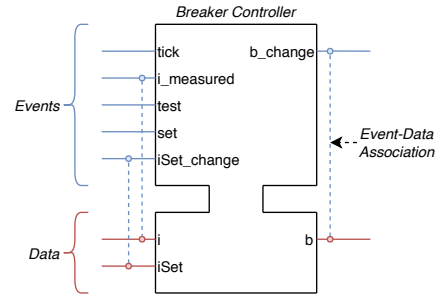 Breaker Controller
tick
b_change
i_measured
Events
test
set
Event-Data
Association
iSet_change
i
b
Data
iSet